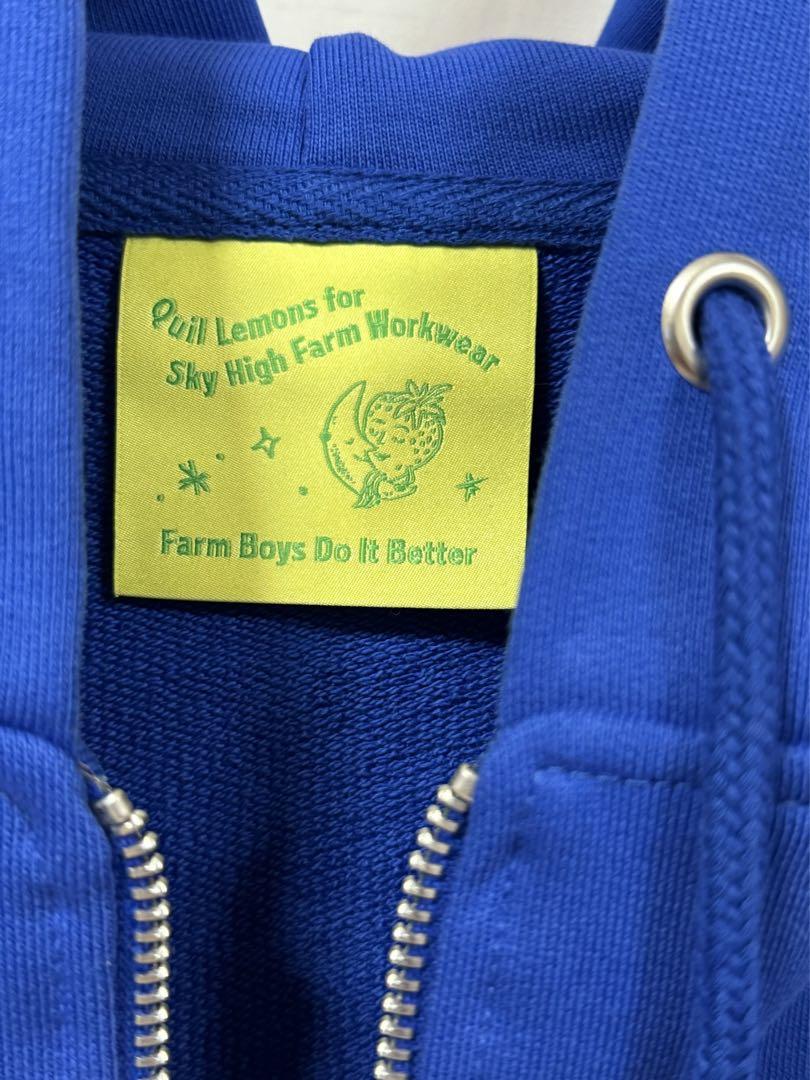 Quil Lemons for
Sky High Farm Workwear
Farm Boys Do It Better